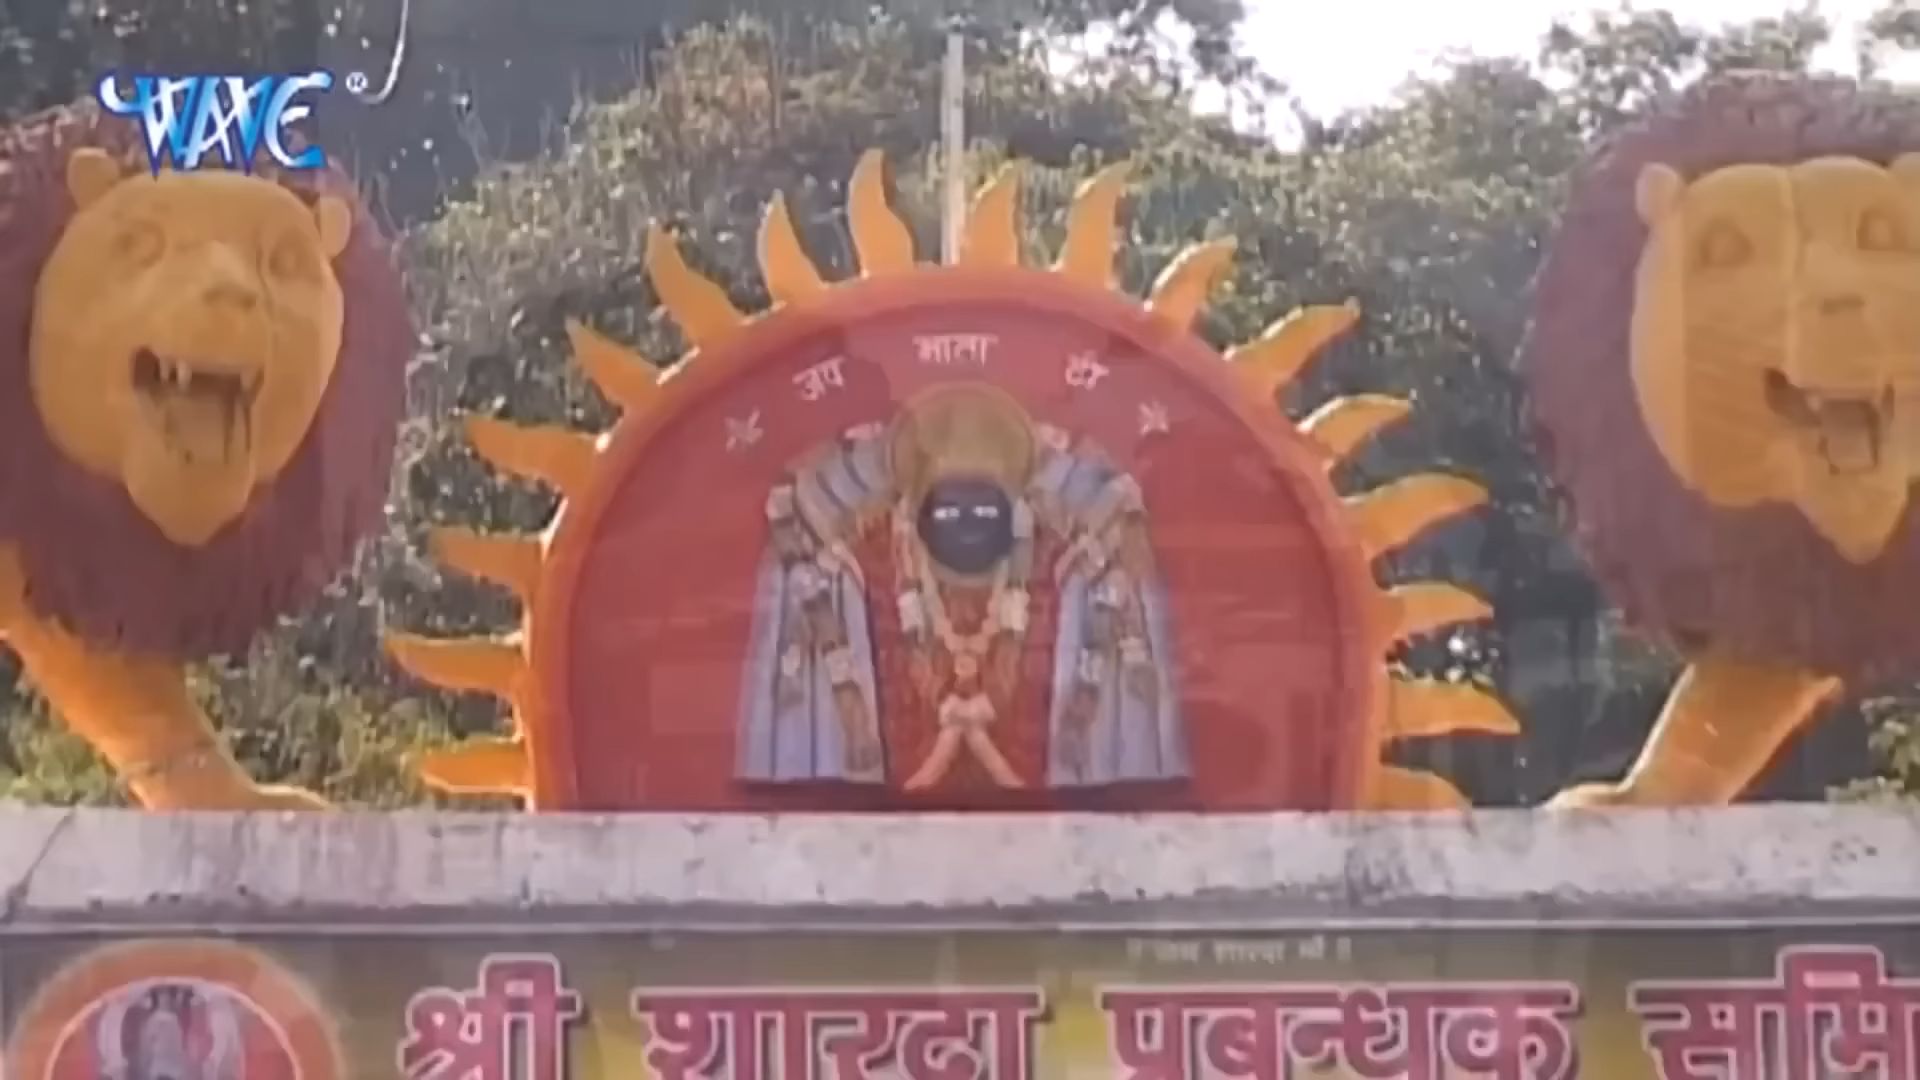 WAVE ®
जय माता दी
श्री शारदा प्रबन्धक समि